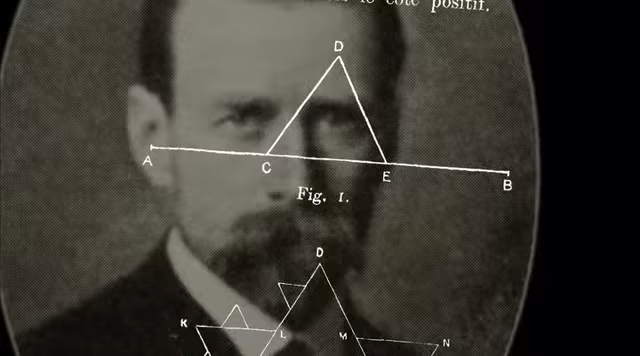 le côté positif.
D
A C E B
Fig. 1.
D
K L M N